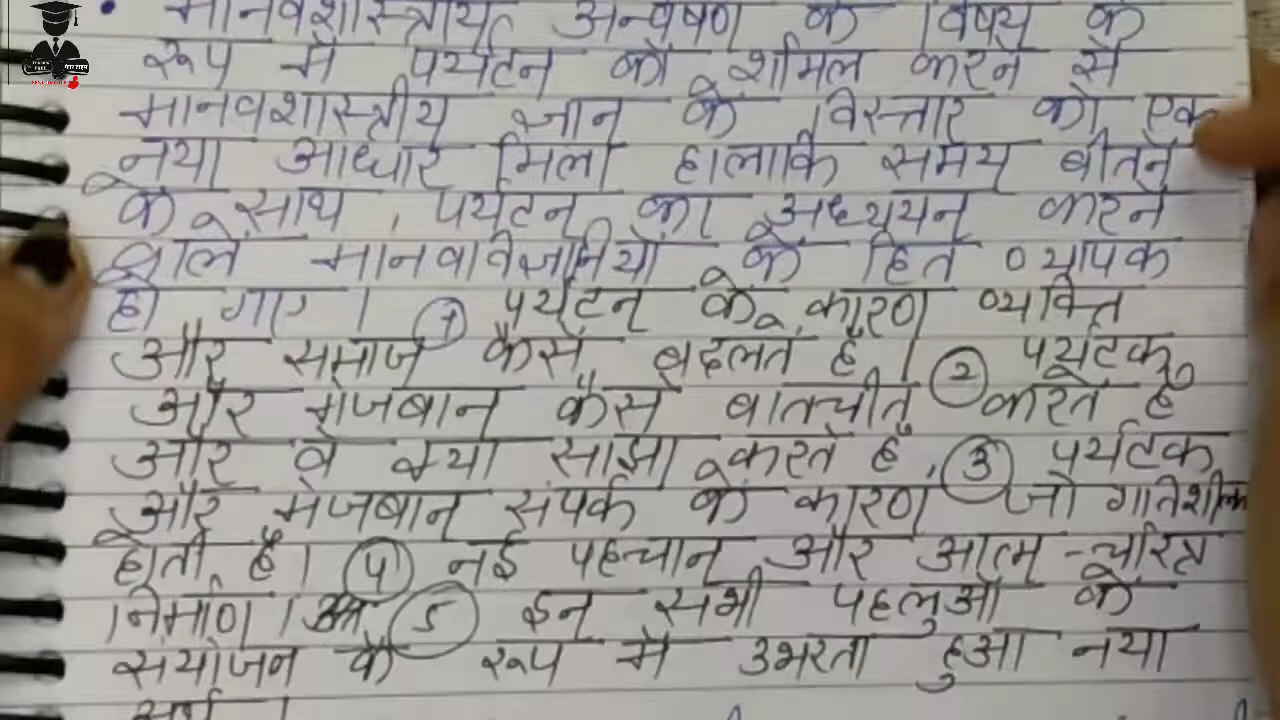 मानवशास्त्रीय अन्वेषण के विषय के
रूप मे पर्यटन को शामिल करने से
मानवशास्त्रीय ज्ञान के विस्तार को एक
नया आधार मिला हालाकि समय बीतने
के साथ, पर्यटन का अध्ययन करने
वाले मानवविज्ञानियो के हित व्यापक
हो गए। 1 पर्यटन के कारण व्यक्ति
और समाज कैसे बदलते है। 2 पर्यटक
और मेजबान कैसे बातचीत करते है
और वे क्या साझा करते है, 3 पर्यटक
और मेजबान संपर्क के कारण जो गतिशील
होती है। 4 नई पहचान और आत्म-चरित्र
निर्माण। 5 इन सभी पहलुओ के
संयोजन के रूप मे उभरता हुआ नया
अर्थ।